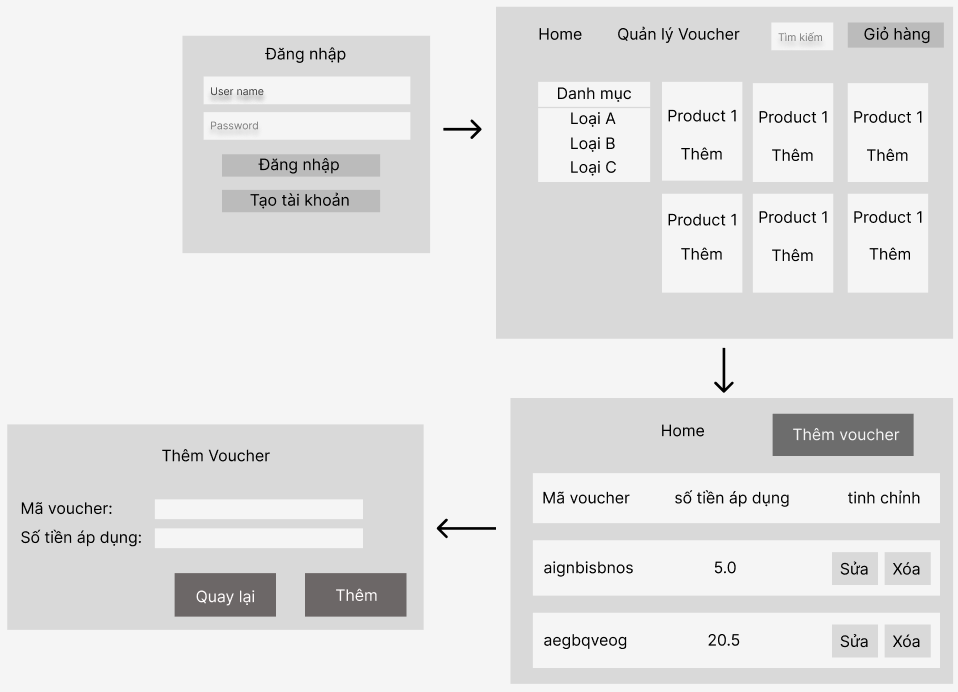 Đăng nhập
User name
Password
Đăng nhập
Tạo tài khoản
Home Quản lý Voucher Tìm kiếm Giỏ hàng
Danh mục
Loại A
Loại B
Loại C
Product 1 Product 1 Product 1
Thêm Thêm Thêm
Product 1 Product 1 Product 1
Thêm Thêm Thêm
Home Thêm voucher
Mã voucher số tiền áp dụng tinh chỉnh
aignbisbnos 5.0 Sửa Xóa
aegbqveog 20.5 Sửa Xóa
Thêm Voucher
Mã voucher:
Số tiền áp dụng:
Quay lại Thêm